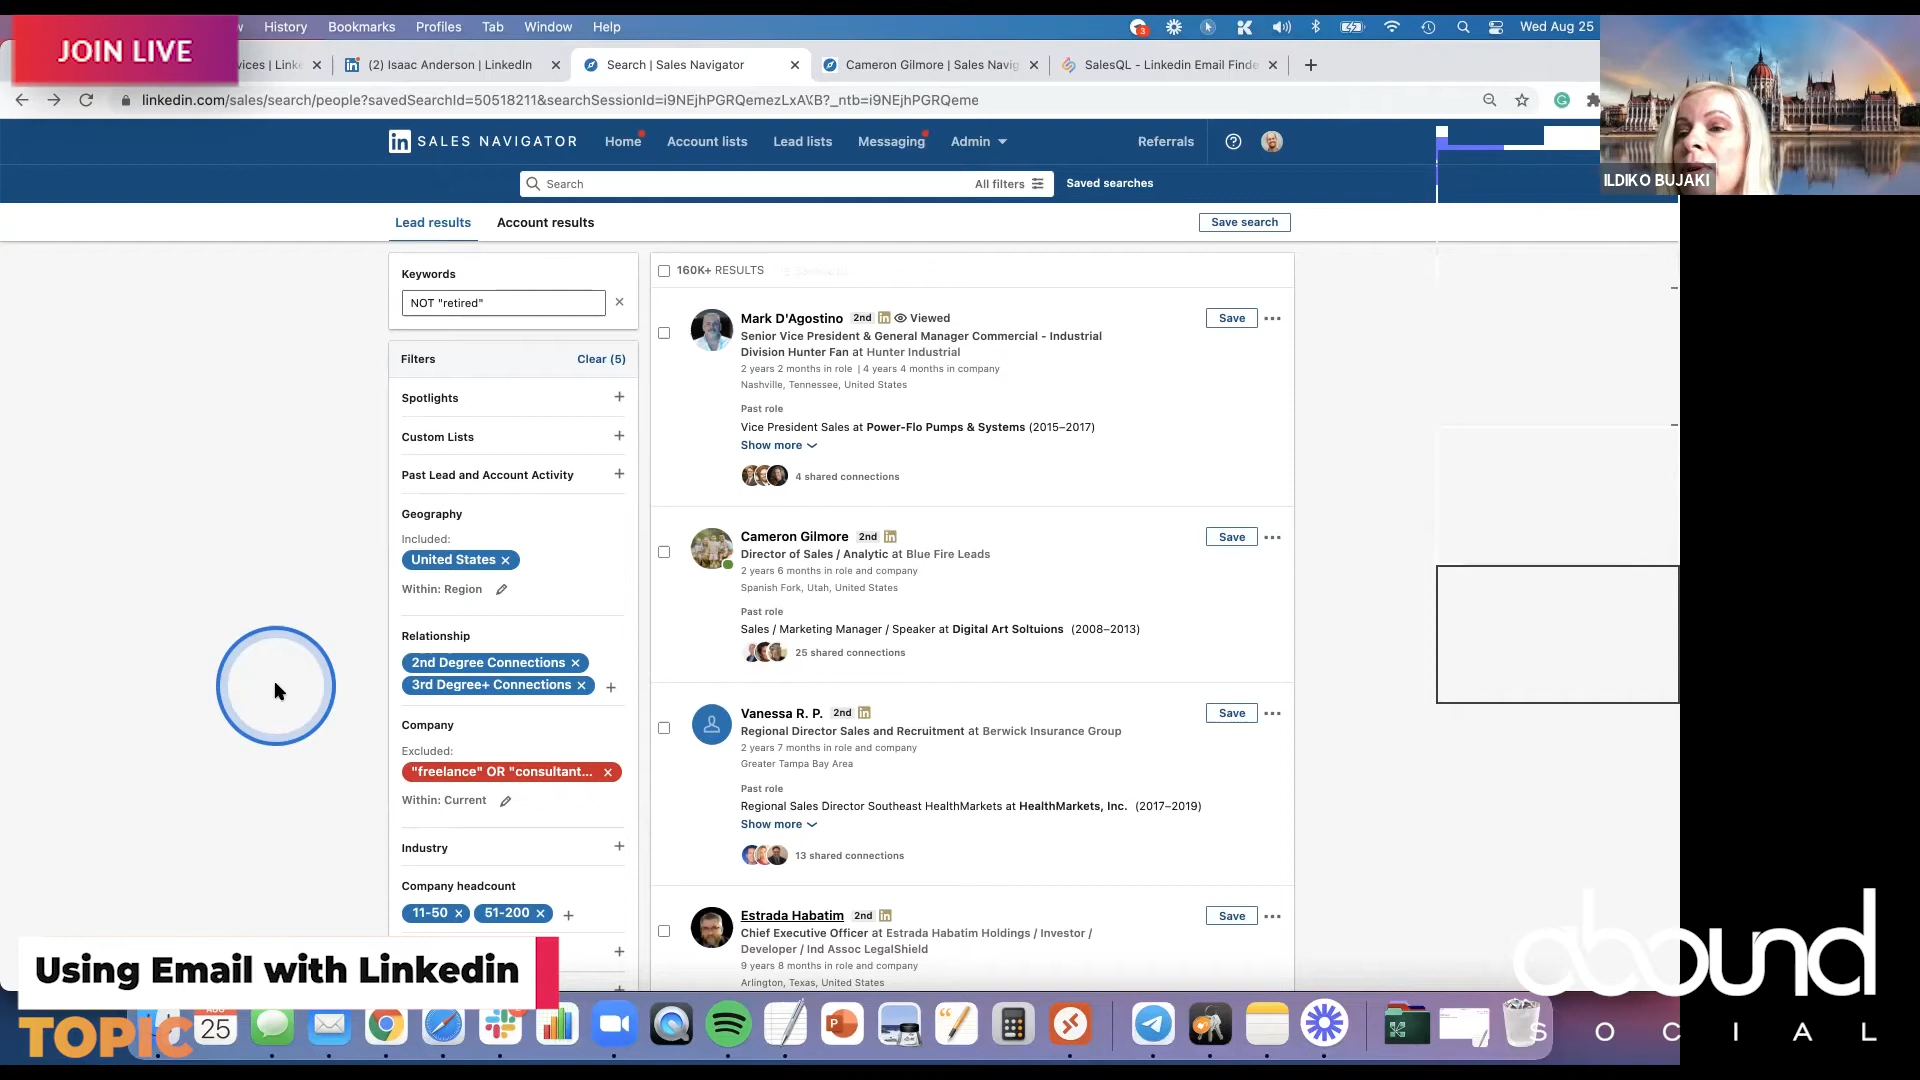 JOIN LIVE
w History Bookmarks Profiles Tab Window Help
3
Wed Aug 25
vices | Linke
(2) Isaac Anderson | LinkedIn
Search | Sales Navigator
Cameron Gilmore | Sales Navig
SalesQL - Linkedin Email Finde
linkedin.com/sales/search/people?savedSearchId=50518211&searchSessionId=i9NEjhPGRQemezLxA\(B?_ntb=i9NEjhPGRQeme
ILDIKO BUJAKI
in SALES NAVIGATOR
Home Account lists Lead lists Messaging Admin Referrals
Search
All filters
Saved searches
Lead results Account results
Save search
Keywords
NOT "retired"
Filters Clear (5)
Spotlights
Custom Lists
Past Lead and Account Activity
Geography
Included:
United States
Within: Region
Relationship
2nd Degree Connections
3rd Degree+ Connections
Company
Excluded:
"freelance" OR "consultant...
Within: Current
Industry
Company headcount
11-50 51-200
160K+ RESULTS
Mark D'Agostino 2nd in Viewed
Save
Senior Vice President & General Manager Commercial - Industrial
Division Hunter Fan at Hunter Industrial
2 years 2 months in role | 4 years 4 months in company
Nashville, Tennessee, United States
Past role
Vice President Sales at Power-Flo Pumps & Systems (2015–2017)
Show more
4 shared connections
Cameron Gilmore 2nd in
Save
Director of Sales / Analytic at Blue Fire Leads
2 years 6 months in role and company
Spanish Fork, Utah, United States
Past role
Sales / Marketing Manager / Speaker at Digital Art Soltuions (2008–2013)
25 shared connections
Vanessa R. P. 2nd in
Save
Regional Director Sales and Recruitment at Berwick Insurance Group
2 years 7 months in role and company
Greater Tampa Bay Area
Past role
Regional Sales Director Southeast HealthMarkets at HealthMarkets, Inc. (2017–2019)
Show more
13 shared connections
Estrada Habatim 2nd in
Save
Chief Executive Officer at Estrada Habatim Holdings / Investor /
Developer / Ind Assoc LegalShield
9 years 8 months in role and company
Arlington, Texas, United States
Using Email with Linkedin
TOPIC
25
abound
SOCIAL